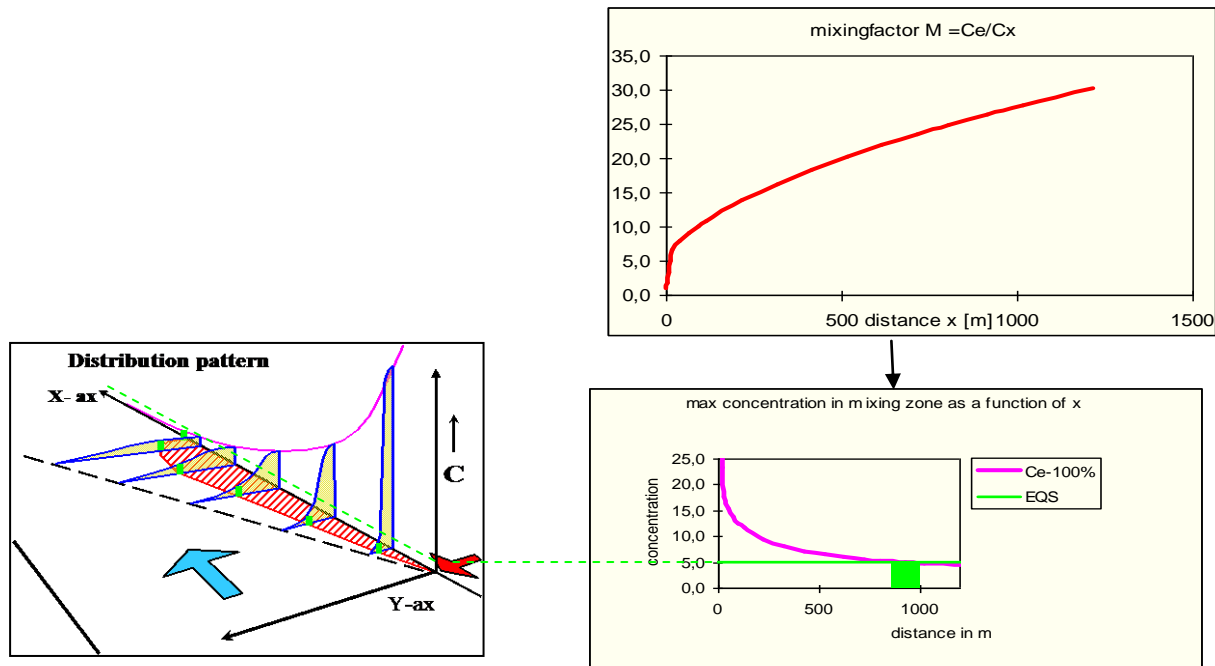 mixingfactor M =Ce/Cx
35,0
30,0
25,0
20,0
15,0
10,0
5,0
0,0
0 500 distance x [m] 1000 1500
Distribution pattern
X- ax
C
Y-ax
max concentration in mixing zone as a function of x
concentration
25,0
20,0
15,0
10,0
5,0
0,0
0 500 1000
distance in m
Ce-100%
EQS